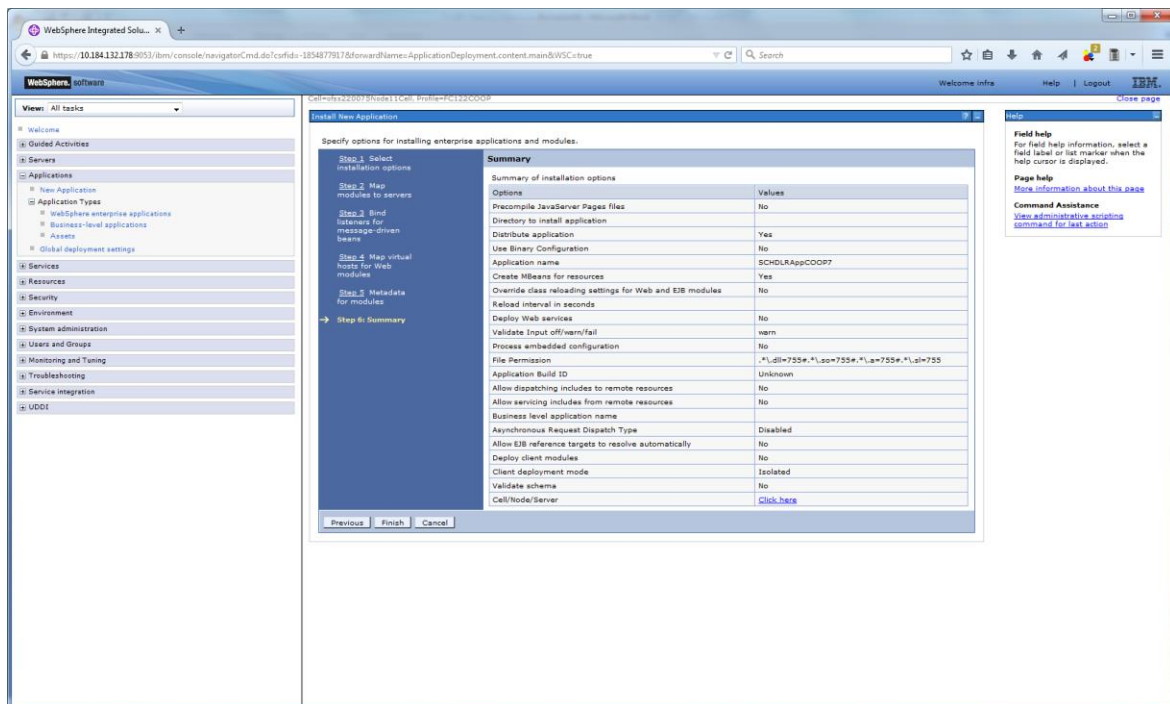 WebSphere Integrated Solu... × +
https://10.184.132.178:9053/ibm/console/navigatorCmd.do?csrfid=-1854877917&forwardName=ApplicationDeployment.content.main&WSC=true
Search
2
WebSphere. software
Welcome infra Help | Logout IBM.
View: All tasks
Welcome
Guided Activities
Servers
Applications
New Application
Application Types
WebSphere enterprise applications
Business-level applications
Assets
Global deployment settings
Services
Resources
Security
Environment
System administration
Users and Groups
Monitoring and Tuning
Troubleshooting
Service integration
UDDI
Cell=ofss220075Node11Cell, Profile=FC122COOP
Close page
Install New Application ? –
Specify options for installing enterprise applications and modules.
Step 1 Select
installation options
Step 2 Map
modules to servers
Step 3 Bind
listeners for
message-driven
beans
Step 4 Map virtual
hosts for Web
modules
Step 5 Metadata
for modules
→ Step 6: Summary
Summary
Summary of installation options
Options Values
Precompile JavaServer Pages files No
Directory to install application
Distribute application Yes
Use Binary Configuration No
Application name SCHDLRAppCOOP7
Create MBeans for resources Yes
Override class reloading settings for Web and EJB modules No
Reload interval in seconds
Deploy Web services No
Validate Input off/warn/fail warn
Process embedded configuration No
File Permission .*\.dll=755#.*\.so=755#.*\.a=755#.*\.sl=755
Application Build ID Unknown
Allow dispatching includes to remote resources No
Allow servicing includes from remote resources No
Business level application name
Asynchronous Request Dispatch Type Disabled
Allow EJB reference targets to resolve automatically No
Deploy client modules No
Client deployment mode Isolated
Validate schema No
Cell/Node/Server Click here
Previous Finish Cancel
Help
Field help
For field help information, select a
field label or list marker when the
help cursor is displayed.
Page help
More information about this page
Command Assistance
View administrative scripting
command for last action